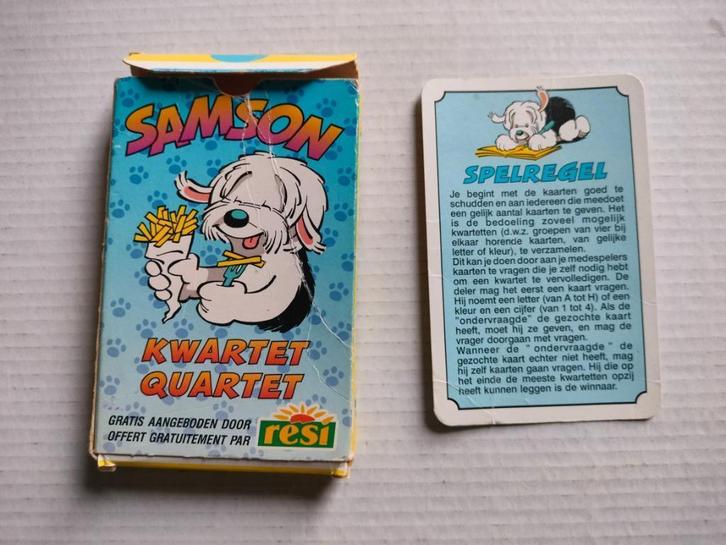 SAMSON
KWARTET
QUARTET
GRATIS AANGEBODEN DOOR
OFFERT GRATUITEMENT PAR
resi
SPELREGEL
Je begint met de kaarten goed te
schudden en aan iedereen die meedoet
een gelijk aantal kaarten te geven. Het
is de bedoeling zoveel mogelijk
kwartetten (d.w.z. groepen van vier bij
elkaar horende kaarten, van gelijke
letter of kleur), te verzamelen.
Dit kan je doen door aan je medespelers
kaarten te vragen die je zelf nodig hebt
om een kwartet te vervolledigen. De
deler mag het eerst een kaart vragen.
Hij noemt een letter (van A tot H) of een
kleur en een cijfer (van 1 tot 4). Als de
"ondervraagde" de gezochte kaart
heeft, moet hij ze geven, en mag de
vrager doorgaan met vragen.
Wanneer de " ondervraagde " de
gezochte kaart echter niet heeft, mag
hij zelf kaarten gaan vragen. Hij die op
het einde de meeste kwartetten opzij
heeft kunnen leggen is de winnaar.